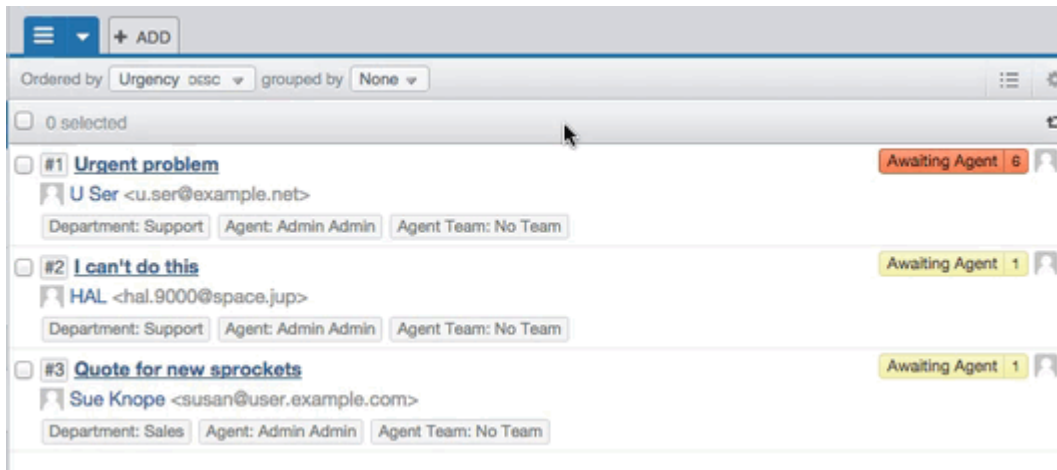 + ADD
Ordered by Urgency DESC grouped by None
0 selected
#1 Urgent problem Awaiting Agent 6
U Ser <u.ser@example.net>
Department: Support Agent: Admin Admin Agent Team: No Team
#2 I can't do this Awaiting Agent 1
HAL <hal.9000@space.jup>
Department: Support Agent: Admin Admin Agent Team: No Team
#3 Quote for new sprockets Awaiting Agent 1
Sue Knope <susan@user.example.com>
Department: Sales Agent: Admin Admin Agent Team: No Team